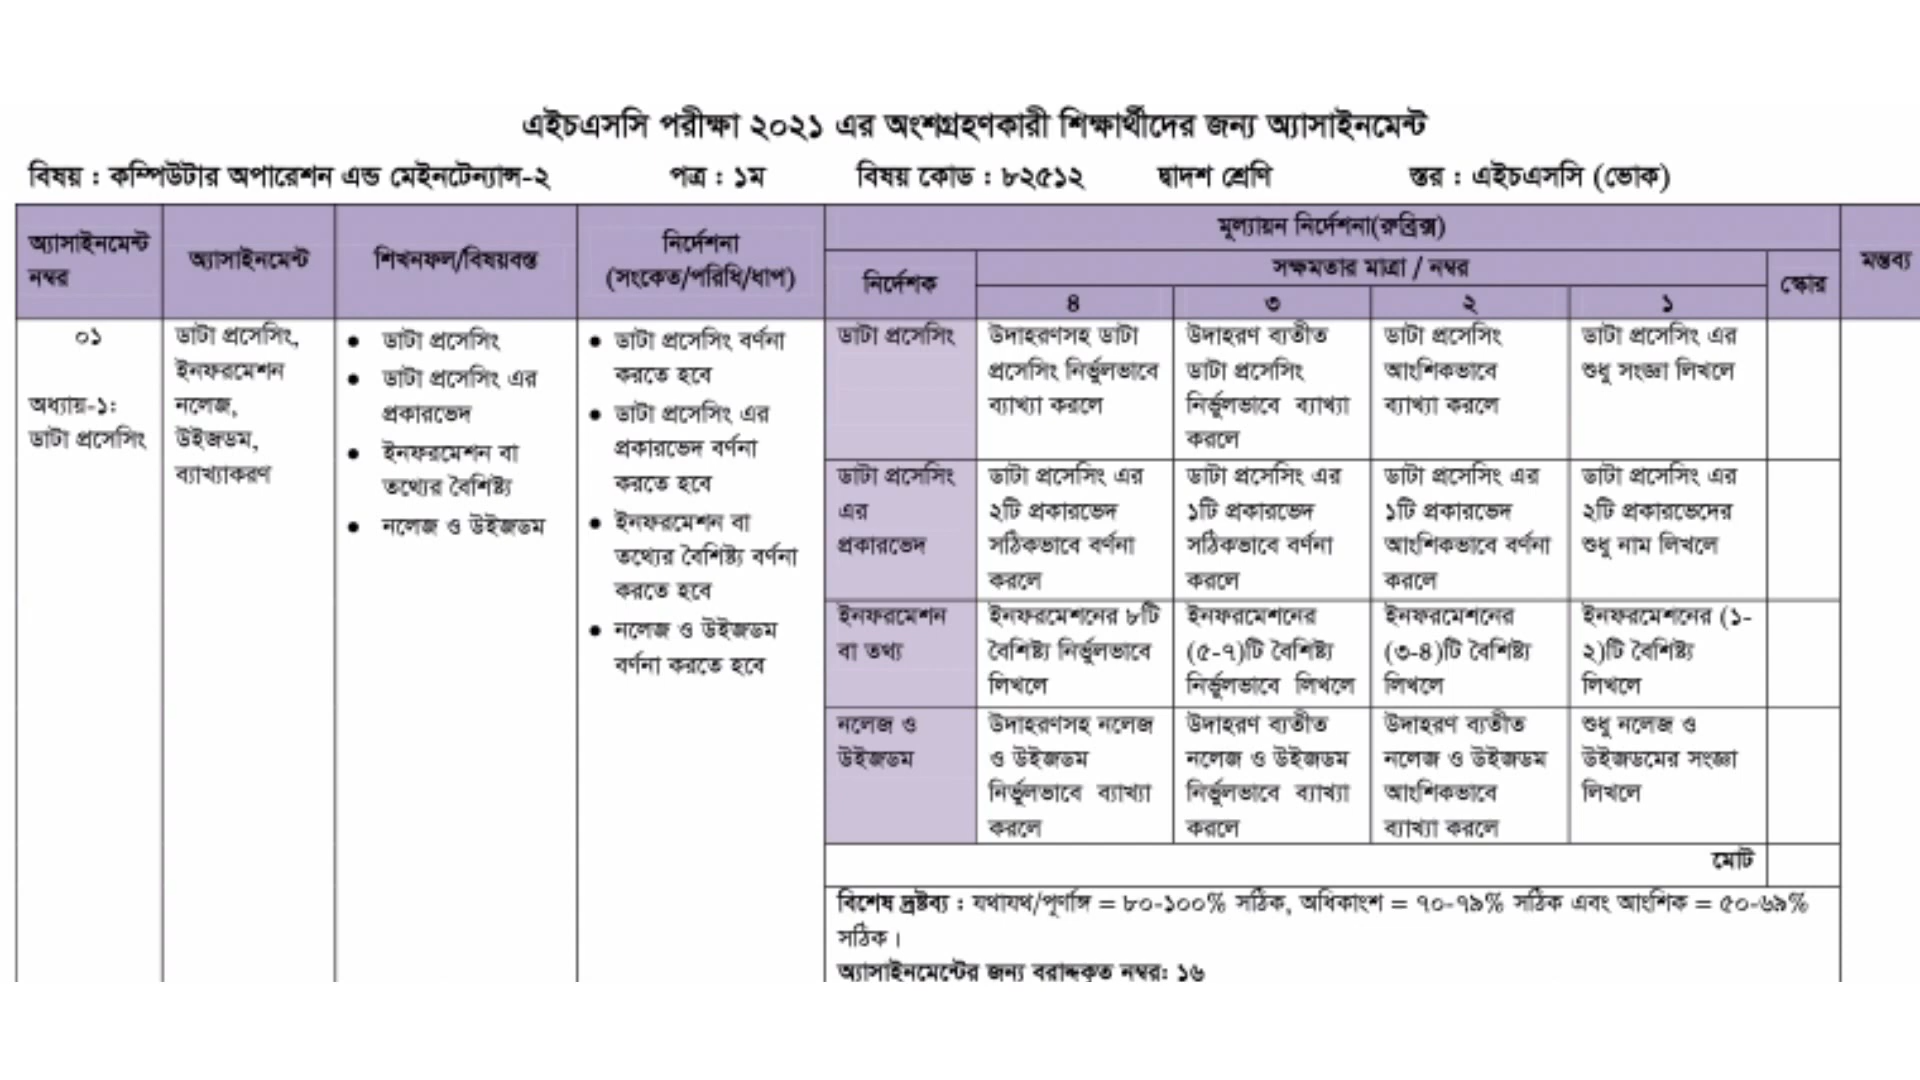 এইচএসসি পরীক্ষা ২০২১ এর অংশগ্রহণকারী শিক্ষার্থীদের জন্য অ্যাসাইনমেন্ট
বিষয় : কম্পিউটার অপারেশন এন্ড মেইনটেন্যান্স-২ পত্র : ১ম বিষয় কোড : ৮২৫১২ দ্বাদশ শ্রেণি স্তর : এইচএসসি (ভোক)
অ্যাসাইনমেন্ট
নম্বর
অ্যাসাইনমেন্ট
শিখনফল/বিষয়বস্তু
নির্দেশনা
(সংকেত/পরিধি/ধাপ)
মূল্যায়ন নির্দেশনা(রুব্রিক্স)
নির্দেশক
সক্ষমতার মাত্রা / নম্বর
৪ ৩ ২ ১
স্কোর
মন্তব্য
০১
অধ্যায়-১:
ডাটা প্রসেসিং
ডাটা প্রসেসিং,
ইনফরমেশন
নলেজ,
উইজডম,
ব্যাখ্যাকরণ
● ডাটা প্রসেসিং
● ডাটা প্রসেসিং এর
প্রকারভেদ
● ইনফরমেশন বা
তথ্যের বৈশিষ্ট্য
● নলেজ ও উইজডম
● ডাটা প্রসেসিং বর্ণনা
করতে হবে
● ডাটা প্রসেসিং এর
প্রকারভেদ বর্ণনা
করতে হবে
● ইনফরমেশন বা
তথ্যের বৈশিষ্ট্য বর্ণনা
করতে হবে
● নলেজ ও উইজডম
বর্ণনা করতে হবে
ডাটা প্রসেসিং
উদাহরণসহ ডাটা
প্রসেসিং নির্ভুলভাবে
ব্যাখ্যা করলে
উদাহরণ ব্যতীত
ডাটা প্রসেসিং
নির্ভুলভাবে ব্যাখ্যা
করলে
ডাটা প্রসেসিং
আংশিকভাবে
ব্যাখ্যা করলে
ডাটা প্রসেসিং এর
শুধু সংজ্ঞা লিখলে
ডাটা প্রসেসিং
এর
প্রকারভেদ
ডাটা প্রসেসিং এর
২টি প্রকারভেদ
সঠিকভাবে বর্ণনা
করলে
ডাটা প্রসেসিং এর
১টি প্রকারভেদ
সঠিকভাবে বর্ণনা
করলে
ডাটা প্রসেসিং এর
১টি প্রকারভেদ
আংশিকভাবে বর্ণনা
করলে
ডাটা প্রসেসিং এর
২টি প্রকারভেদের
শুধু নাম লিখলে
ইনফরমেশন
বা তথ্য
ইনফরমেশনের ৮টি
বৈশিষ্ট্য নির্ভুলভাবে
লিখলে
ইনফরমেশনের
(৫-৭)টি বৈশিষ্ট্য
নির্ভুলভাবে লিখলে
ইনফরমেশনের
(৩-৪)টি বৈশিষ্ট্য
লিখলে
ইনফরমেশনের (১-
২)টি বৈশিষ্ট্য
লিখলে
নলেজ ও
উইজডম
উদাহরণসহ নলেজ
ও উইজডম
নির্ভুলভাবে ব্যাখ্যা
করলে
উদাহরণ ব্যতীত
নলেজ ও উইজডম
নির্ভুলভাবে ব্যাখ্যা
করলে
উদাহরণ ব্যতীত
নলেজ ও উইজডম
আংশিকভাবে
ব্যাখ্যা করলে
শুধু নলেজ ও
উইজডমের সংজ্ঞা
লিখলে
মোট
বিশেষ দ্রষ্টব্য : যথাযথ/পূর্ণাঙ্গ = ৮০-১০০% সঠিক, অধিকাংশ = ৭০-৭৯% সঠিক এবং আংশিক = ৫০-৬৯%
সঠিক।
অ্যাসাইনমেন্টের জন্য বরাদ্দকৃত নম্বর: ১৬